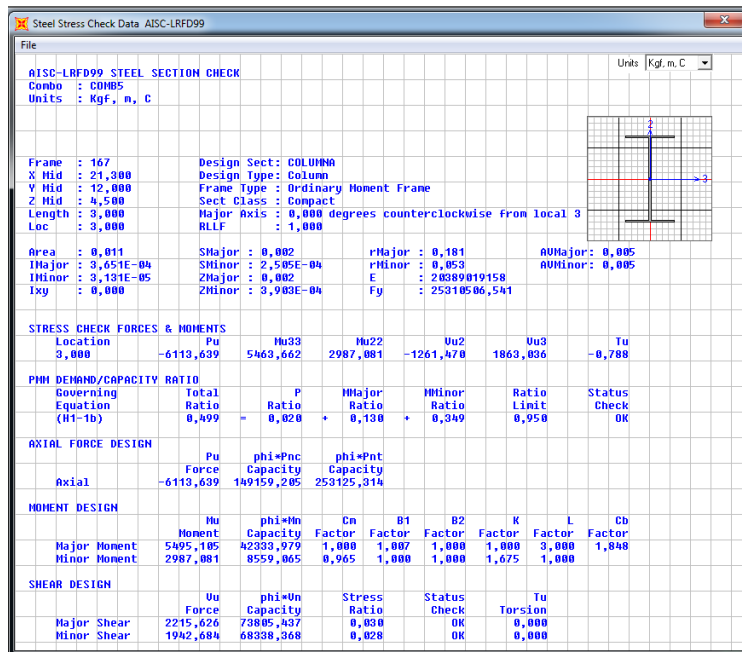 Steel Stress Check Data AISC-LRFD99
File
Units Kgf, m, C
AISC-LRFD99 STEEL SECTION CHECK
Combo : COMB5
Units : Kgf, m, C
2
3
Frame : 167 Design Sect: COLUMNA
X Mid : 21,300 Design Type: Column
Y Mid : 12,000 Frame Type : Ordinary Moment Frame
Z Mid : 4,500 Sect Class : Compact
Length : 3,000 Major Axis : 0,000 degrees counterclockwise from local 3
Loc : 3,000 RLLF : 1,000
Area : 0,011 SMajor : 0,002 rMajor : 0,181 AVMajor: 0,005
IMajor : 3,651E-04 SMinor : 2,505E-04 rMinor : 0,053 AVMinor: 0,005
IMinor : 3,131E-05 ZMajor : 0,002 E : 20389019158
Ixy : 0,000 ZMinor : 3,903E-04 Fy : 25310506,541
STRESS CHECK FORCES & MOMENTS
Location Pu Mu33 Mu22 Vu2 Vu3 Tu
3,000 -6113,639 5463,662 2987,081 -1261,470 1863,036 -0,788
PMM DEMAND/CAPACITY RATIO
Governing Total P MMajor MMinor Ratio Status
Equation Ratio Ratio Ratio Ratio Limit Check
(H1-1b) 0,499 = 0,020 + 0,130 + 0,349 0,950 OK
AXIAL FORCE DESIGN
Pu phi*Pnc phi*Pnt
Force Capacity Capacity
Axial -6113,639 149159,205 253125,314
MOMENT DESIGN
Mu phi*Mn Cm B1 B2 K L Cb
Moment Capacity Factor Factor Factor Factor Factor Factor
Major Moment 5495,105 42333,979 1,000 1,007 1,000 1,000 3,000 1,848
Minor Moment 2987,081 8559,065 0,965 1,000 1,000 1,675 1,000
SHEAR DESIGN
Vu phi*Vn Stress Status Tu
Force Capacity Ratio Check Torsion
Major Shear 2215,626 73805,437 0,030 OK 0,000
Minor Shear 1942,684 68338,368 0,028 OK 0,000